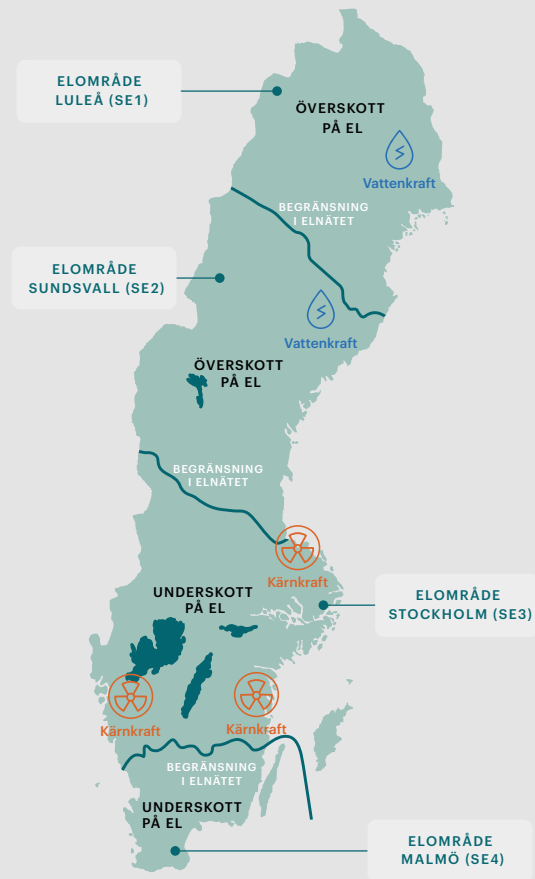 ELOMRÅDE
LULEÅ (SE1)
ÖVERSKOTT
PÅ EL
Vattenkraft
BEGRÄNSNING
I ELNÄTET
ELOMRÅDE
SUNDSVALL (SE2)
Vattenkraft
ÖVERSKOTT
PÅ EL
BEGRÄNSNING
I ELNÄTET
Kärnkraft
UNDERSKOTT
PÅ EL
ELOMRÅDE
STOCKHOLM (SE3)
Kärnkraft
Kärnkraft
BEGRÄNSNING
I ELNÄTET
UNDERSKOTT
PÅ EL
ELOMRÅDE
MALMÖ (SE4)